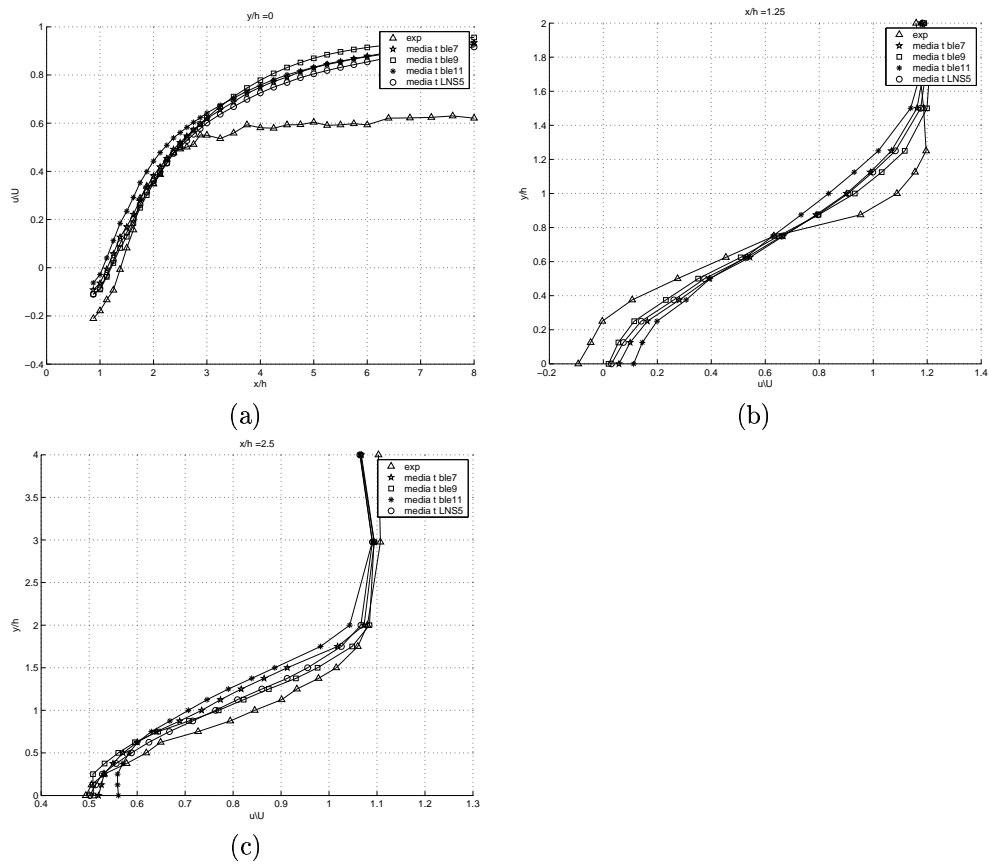 y/h =0
1
0.8
0.6
0.4
0.2
0
−0.2
−0.4
u\U
0
1
2
3
4
5
6
7
8
x/h
exp
media t ble7
media t ble9
media t ble11
media t LNS5
(a)
x/h =1.25
2
1.8
1.6
1.4
1.2
1
0.8
0.6
0.4
0.2
0
y/h
−0.2
0
0.2
0.4
0.6
0.8
1
1.2
1.4
u\U
exp
media t ble7
media t ble9
media t ble11
media t LNS5
(b)
x/h =2.5
4
3.5
3
2.5
2
1.5
1
0.5
0
y/h
0.4
0.5
0.6
0.7
0.8
0.9
1
1.1
1.2
1.3
u\U
exp
media t ble7
media t ble9
media t ble11
media t LNS5
(c)